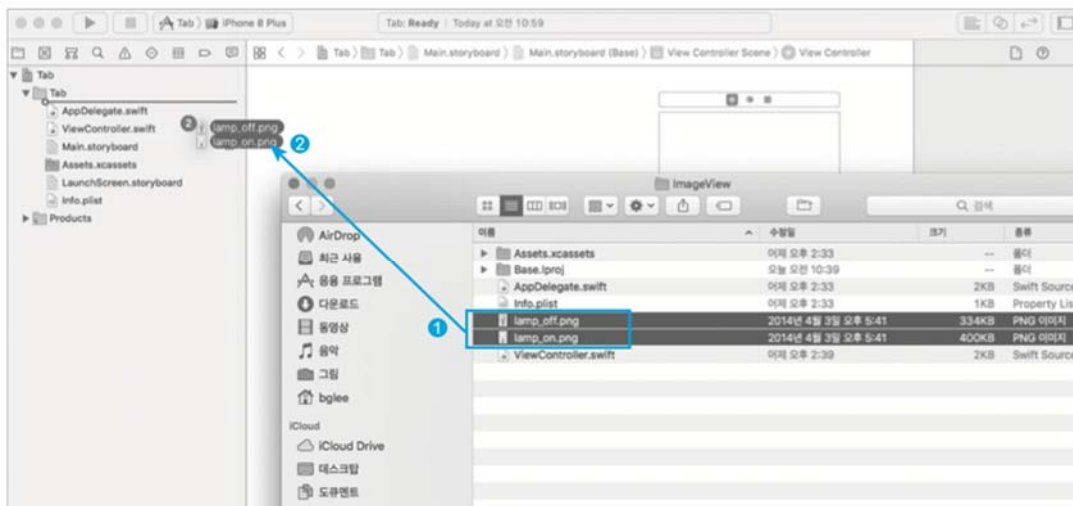 Tab
iPhone 8 Plus
Tab: Ready | Today at 오전 10:59
Tab
Tab
Main.storyboard
Main.storyboard (Base)
View Controller Scene
View Controller
Tab
Tab
AppDelegate.swift
ViewController.swift
Main.storyboard
Assets.xcassets
LaunchScreen.storyboard
Info.plist
Products
2
lamp_off.png
lamp_on.png
2
ImageView
검색
AirDrop
최근 사용
응용 프로그램
다운로드
동영상
음악
그림
bglee
iCloud
iCloud Drive
데스크탑
도큐멘트
이름 수정일 크기 종류
Assets.xcassets 어제 오후 2:33 -- 폴더
Base.lproj 오늘 오전 10:39 -- 폴더
AppDelegate.swift 어제 오후 2:33 2KB Swift Source
Info.plist 어제 오후 2:33 1KB Property Lis
1
lamp_off.png 2014년 4월 3일 오후 5:41 334KB PNG 이미지
lamp_on.png 2014년 4월 3일 오후 5:41 400KB PNG 이미지
ViewController.swift 어제 오후 2:39 2KB Swift Source